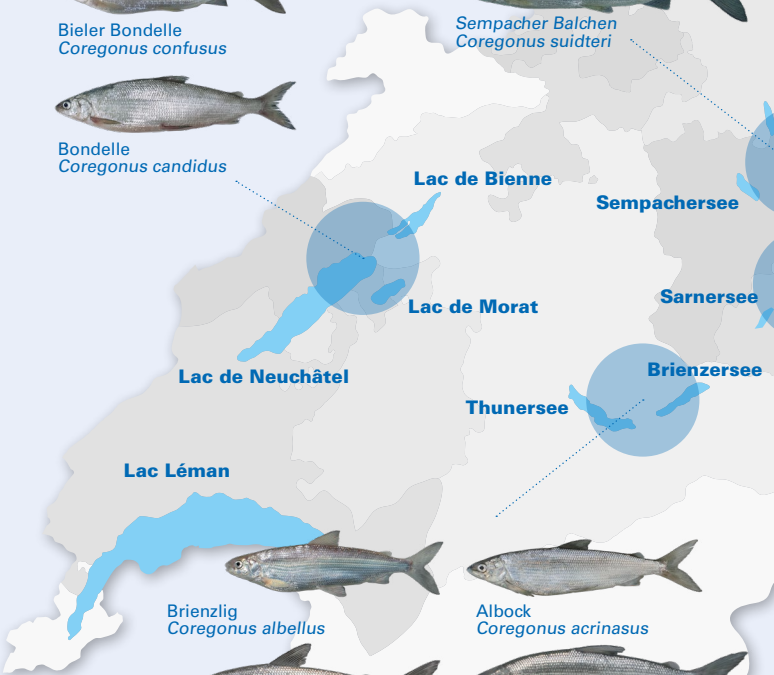 Bieler Bondelle
Coregonus confusus
Sempacher Balchen
Coregonus suidteri
Bondelle
Coregonus candidus
Lac de Bienne
Sempachersee
Sarnersee
Lac de Morat
Brienzersee
Lac de Neuchâtel
Thunersee
Lac Léman
Brienzlig
Coregonus albellus
Albock
Coregonus acrinasus